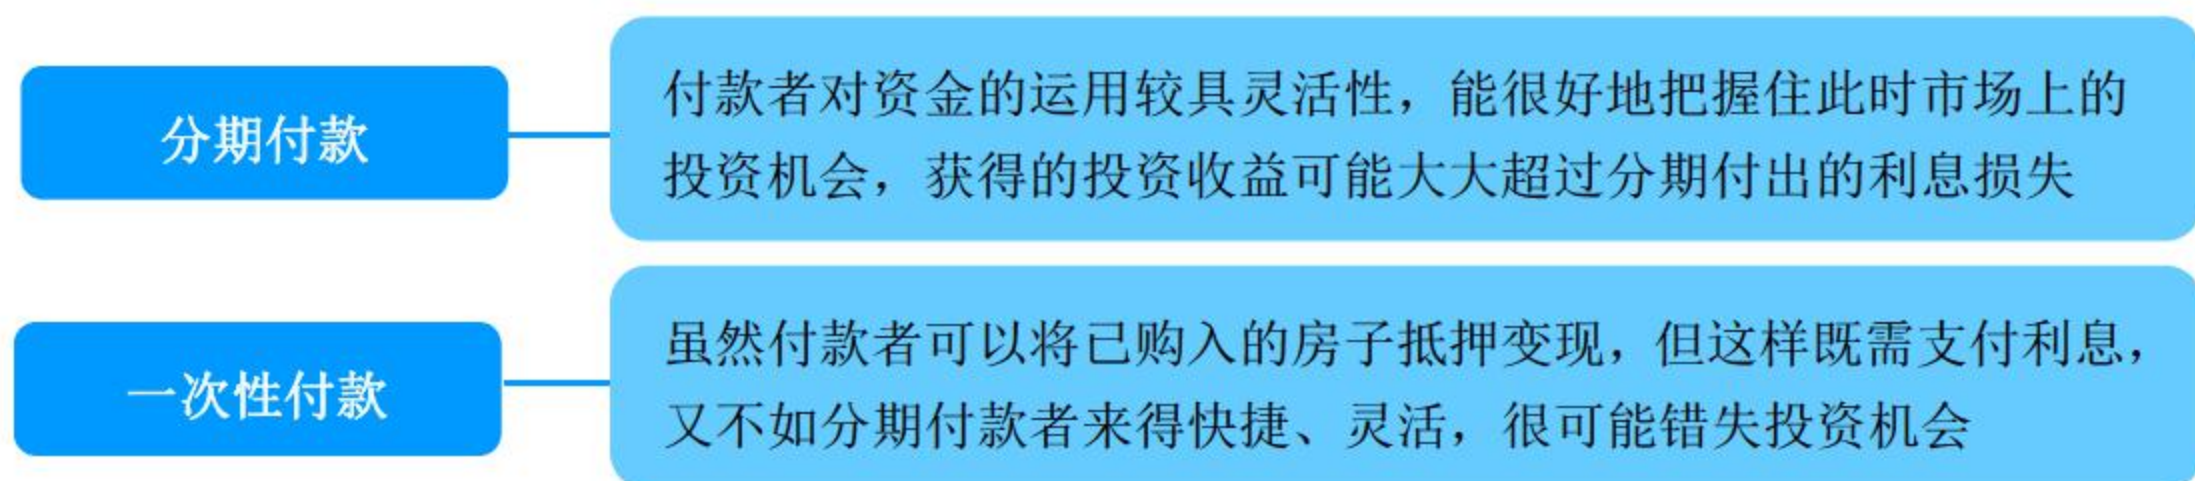 分期付款
付款者对资金的运用较具灵活性，能很好地把握住此时市场上的
投资机会，获得的投资收益可能大大超过分期付出的利息损失
一次性付款
虽然付款者可以将已购入的房子抵押变现，但这样既需支付利息，
又不如分期付款者来得快捷、灵活，很可能错失投资机会